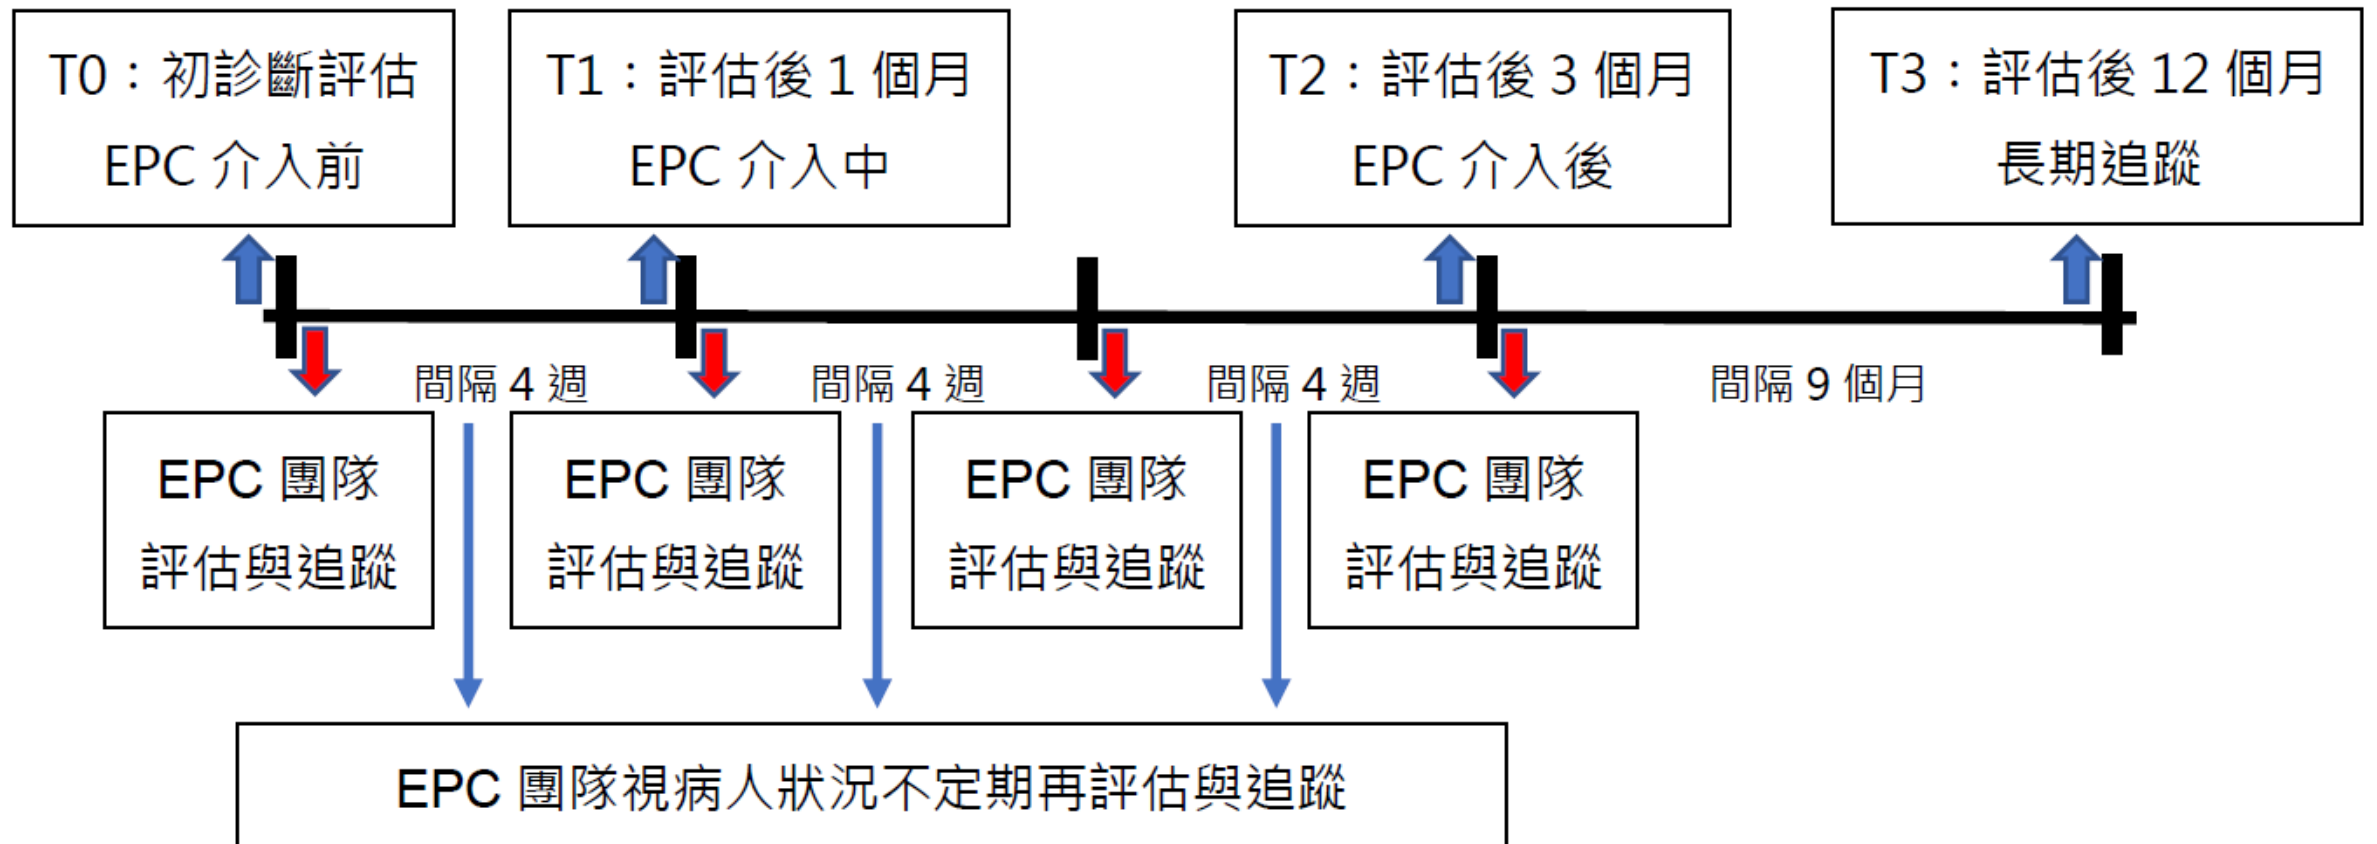 T0：初診斷評估
EPC 介入前
T1：評估後 1 個月
EPC 介入中
T2：評估後 3 個月
EPC 介入後
T3：評估後 12 個月
長期追蹤
間隔 4 週
間隔 4 週
間隔 4 週
間隔 9 個月
EPC 團隊
評估與追蹤
EPC 團隊
評估與追蹤
EPC 團隊
評估與追蹤
EPC 團隊
評估與追蹤
EPC 團隊視病人狀況不定期再評估與追蹤